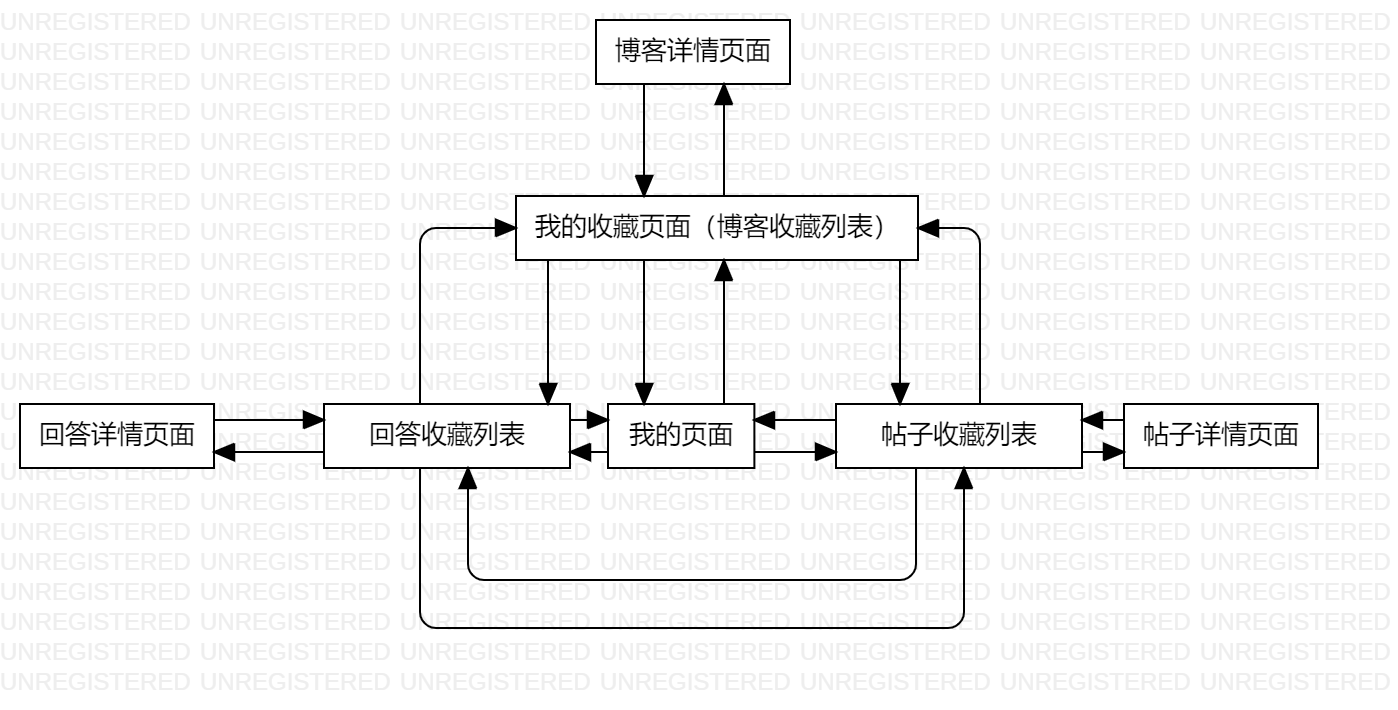 博客详情页面
我的收藏页面（博客收藏列表）
回答详情页面
回答收藏列表
我的页面
帖子收藏列表
帖子详情页面
UNREGISTERED